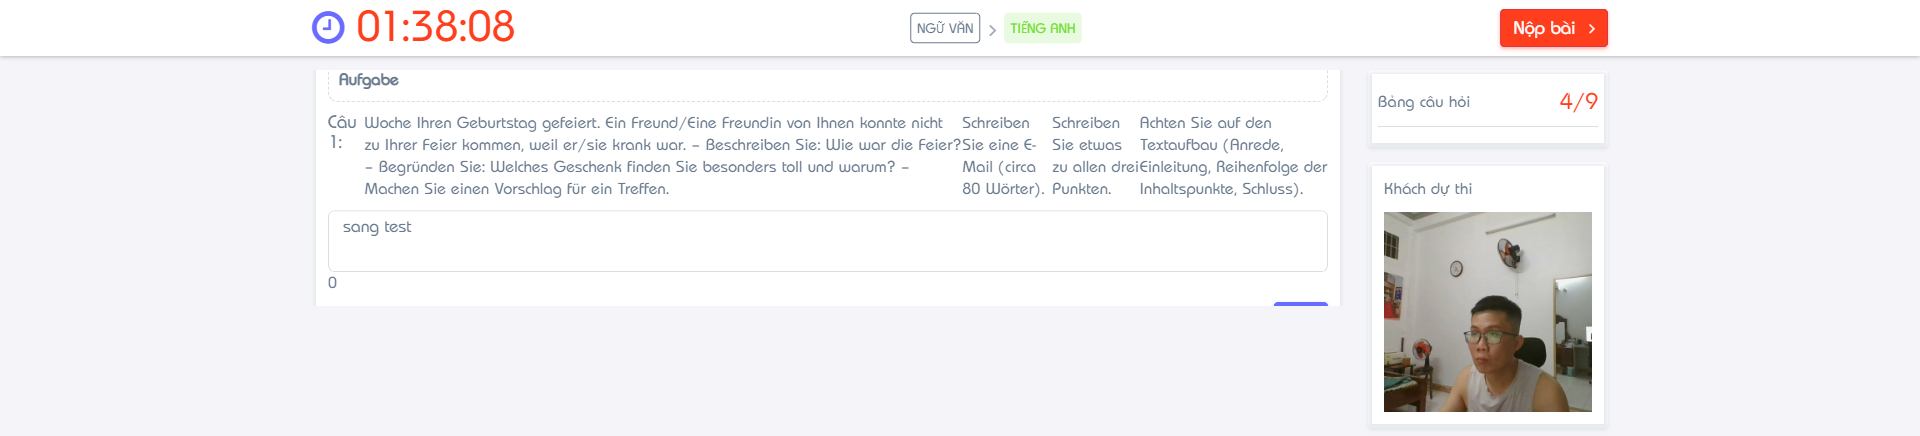 01:38:08
NGỮ VĂN > TIẾNG ANH
Nộp bài >
Aufgabe
Câu 1:
Woche Ihren Geburtstag gefeiert. Ein Freund/Eine Freundin von Ihnen konnte nicht
zu Ihrer Feier kommen, weil er/sie krank war. – Beschreiben Sie: Wie war die Feier?
– Begründen Sie: Welches Geschenk finden Sie besonders toll und warum? –
Machen Sie einen Vorschlag für ein Treffen.
Schreiben
Sie eine E-
Mail (circa
80 Wörter).
Schreiben
Sie etwas
zu allen drei
Punkten.
Achten Sie auf den
Textaufbau (Anrede,
Einleitung, Reihenfolge der
Inhaltspunkte, Schluss).
sang test
0
Bảng câu hỏi
4/9
Khách dự thi